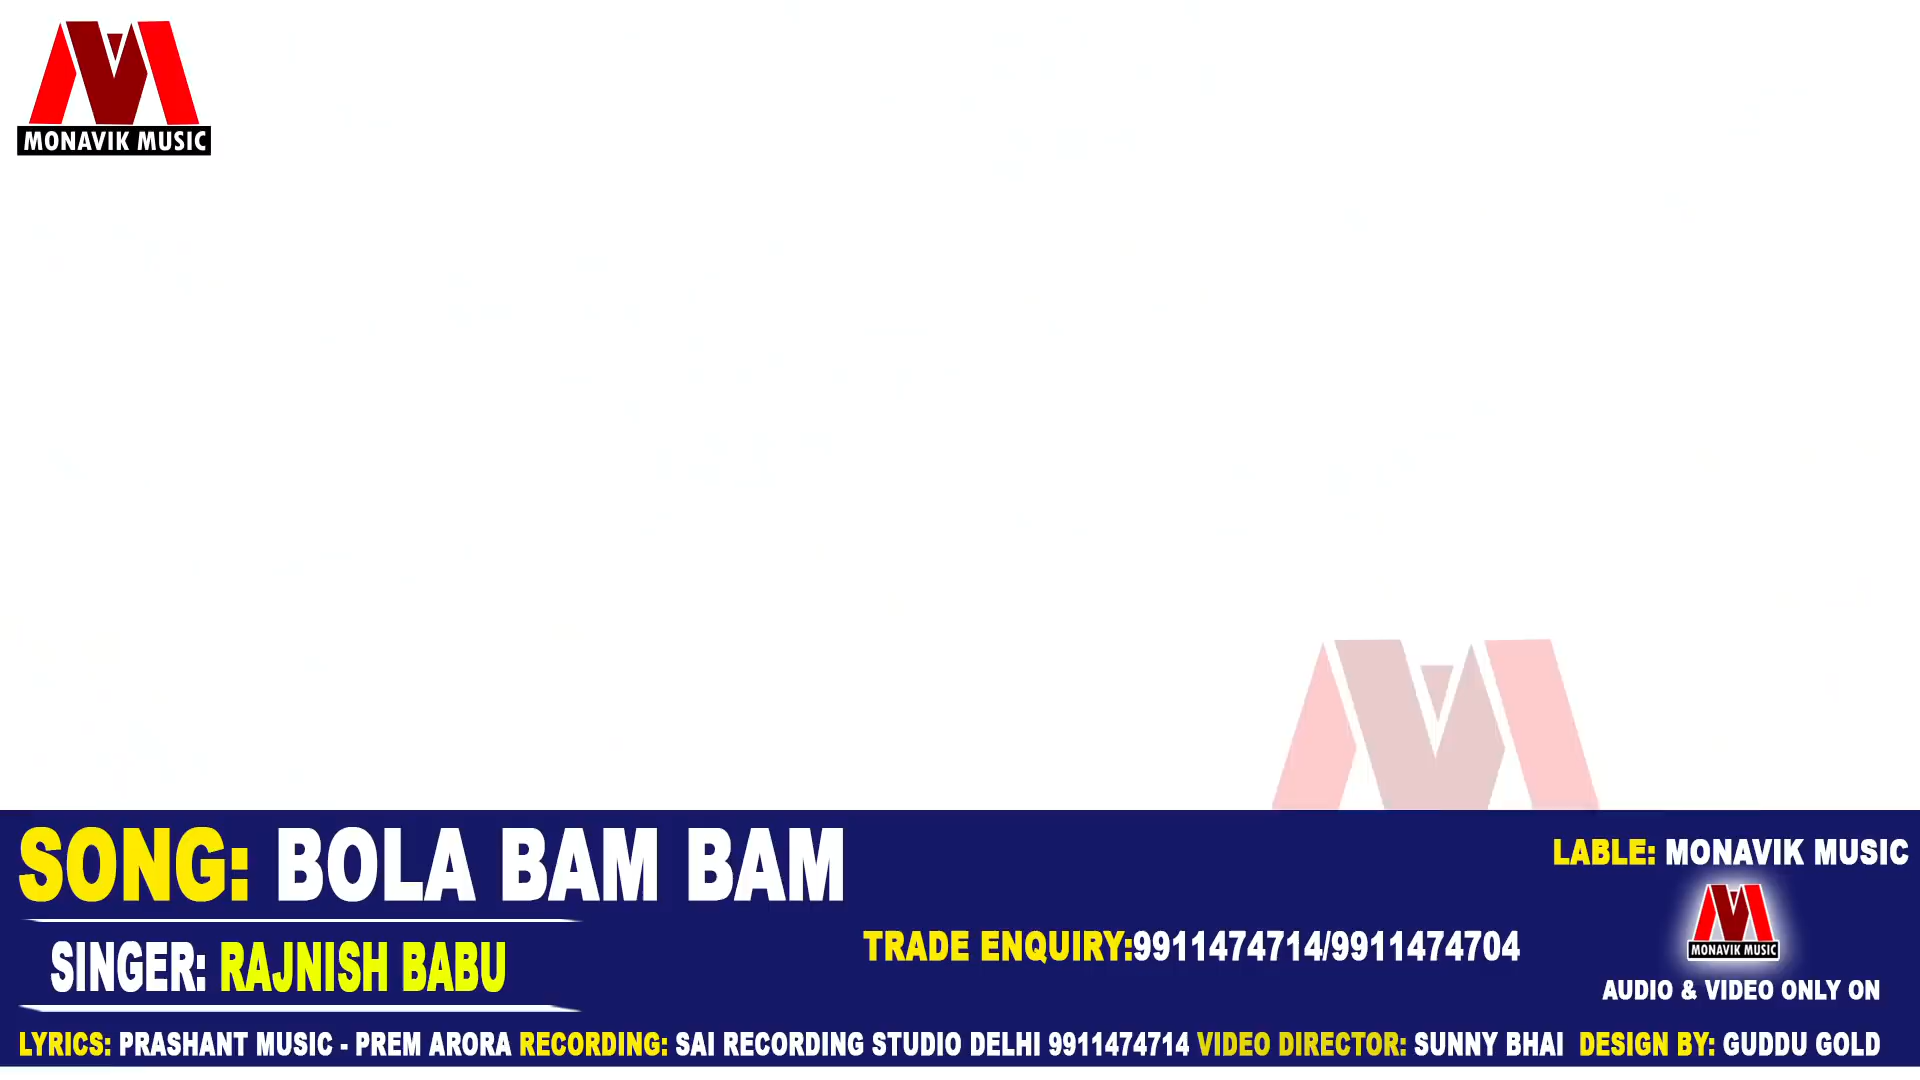 MONAVIK MUSIC
SONG: BOLA BAM BAM
LABLE: MONAVIK MUSIC
SINGER: RAJNISH BABU
TRADE ENQUIRY:9911474714/9911474704
MONAVIK MUSIC
AUDIO & VIDEO ONLY ON
LYRICS: PRASHANT MUSIC - PREM ARORA RECORDING: SAI RECORDING STUDIO DELHI 9911474714 VIDEO DIRECTOR: SUNNY BHAI DESIGN BY: GUDDU GOLD